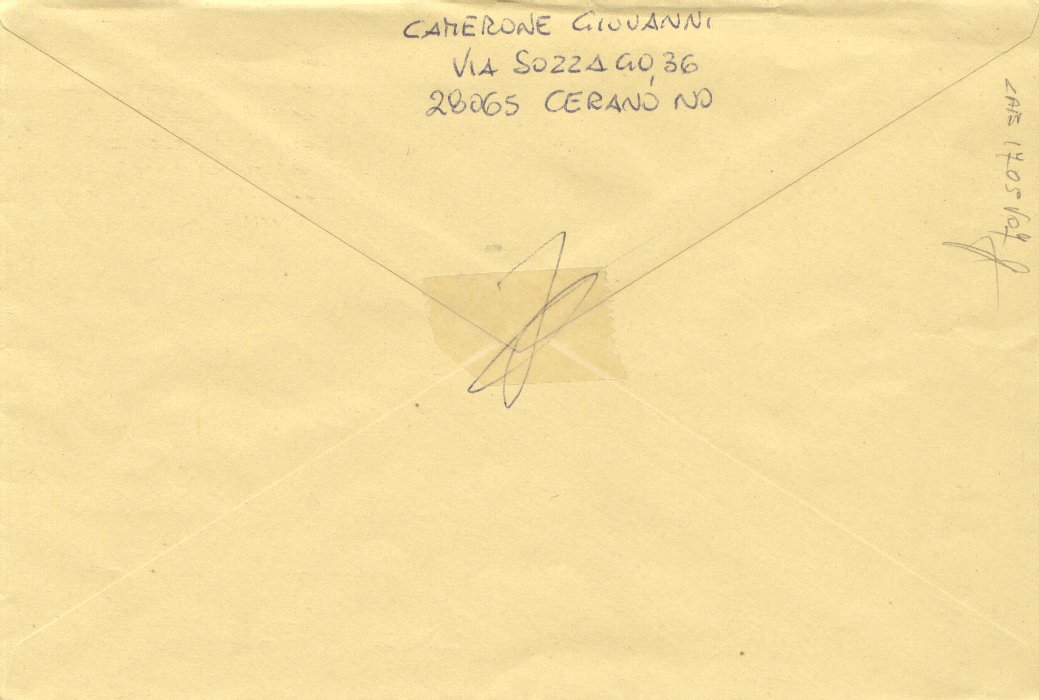 CAMERONE GIOVANNI
VIA SOZZAGO, 36
28065 CERANO NO